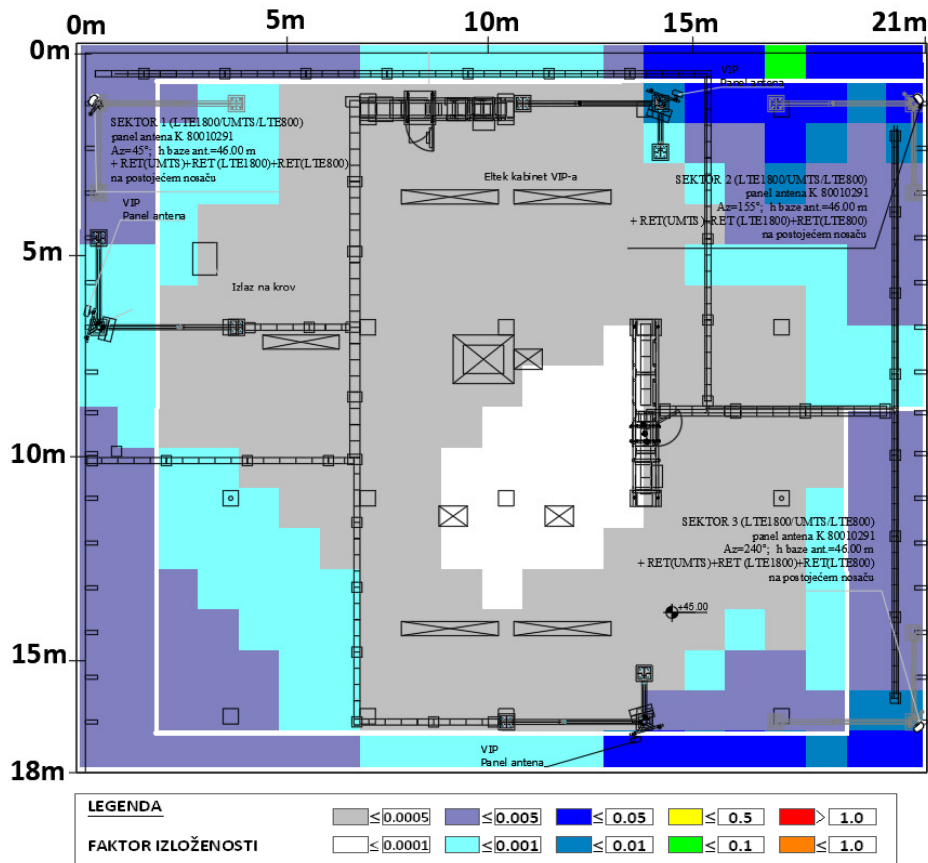 0m 5m 10m 15m 21m
0m
VIP
Panel antena
SEKTOR 1 (LTE1800/UMTS/LTE800)
panel antena K 80010291
Az=45°; h baze ant.=46.00 m
+ RET(UMTS)+RET (LTE1800)+RET(LTE800)
na postojećem nosaču
Eltek kabinet VIP-a
SEKTOR 2 (LTE1800/UMTS/LTE800)
panel antena K 80010291
Az=155°; h baze ant.=46.00 m
+ RET(UMTS)+RET (LTE1800)+RET(LTE800)
na postojećem nosaču
VIP
Panel antena
5m
Izlaz na krov
10m
SEKTOR 3 (LTE1800/UMTS/LTE800)
panel antena K 80010291
Az=240°; h baze ant.=46.00 m
+ RET(UMTS)+RET (LTE1800)+RET(LTE800)
na postojećem nosaču
+45.00
15m
VIP
Panel antena
18m
LEGENDA
≤ 0.0005 ≤ 0.005 ≤ 0.05 ≤ 0.5 > 1.0
FAKTOR IZLOŽENOSTI
≤ 0.0001 ≤ 0.001 ≤ 0.01 ≤ 0.1 ≤ 1.0